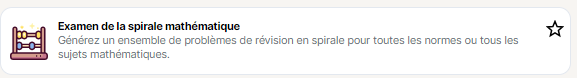 Examen de la spirale mathématique
Générez un ensemble de problèmes de révision en spirale pour toutes les normes ou tous les
sujets mathématiques.